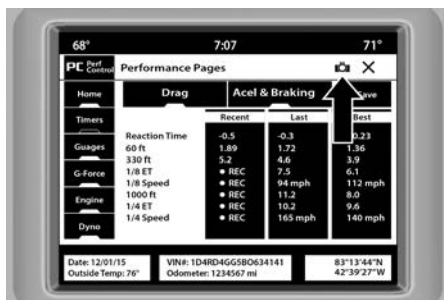 68° 7:07 71°
PC Perf Control Performance Pages
Home Drag Acel & Braking Save
Timers Recent Last Best
Reaction Time -0.5 -0.3 0.23
60 ft 1.89 1.72 1.36
Guages
330 ft 5.2 4.6 3.9
G-Force 1/8 ET • REC 7.5 6.1
1/8 Speed • REC 94 mph 112 mph
1000 ft • REC 11.2 8.0
Engine
1/4 ET • REC 10.2 9.6
1/4 Speed • REC 165 mph 140 mph
Dyno
Date: 12/01/15 VIN#: 1D4RD4GG5BO634141 83°13'44"N
Outside Temp: 76° Odometer: 1234567 mi 42°39'27"W